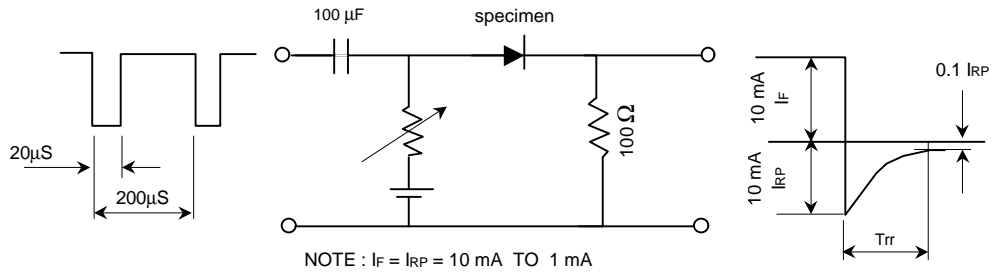 100 µF
specimen
0.1 IRP
10 mA
IF
100 Ω
20µS
10 mA
IRP
200µS
Trr
NOTE : IF = IRP = 10 mA TO 1 mA